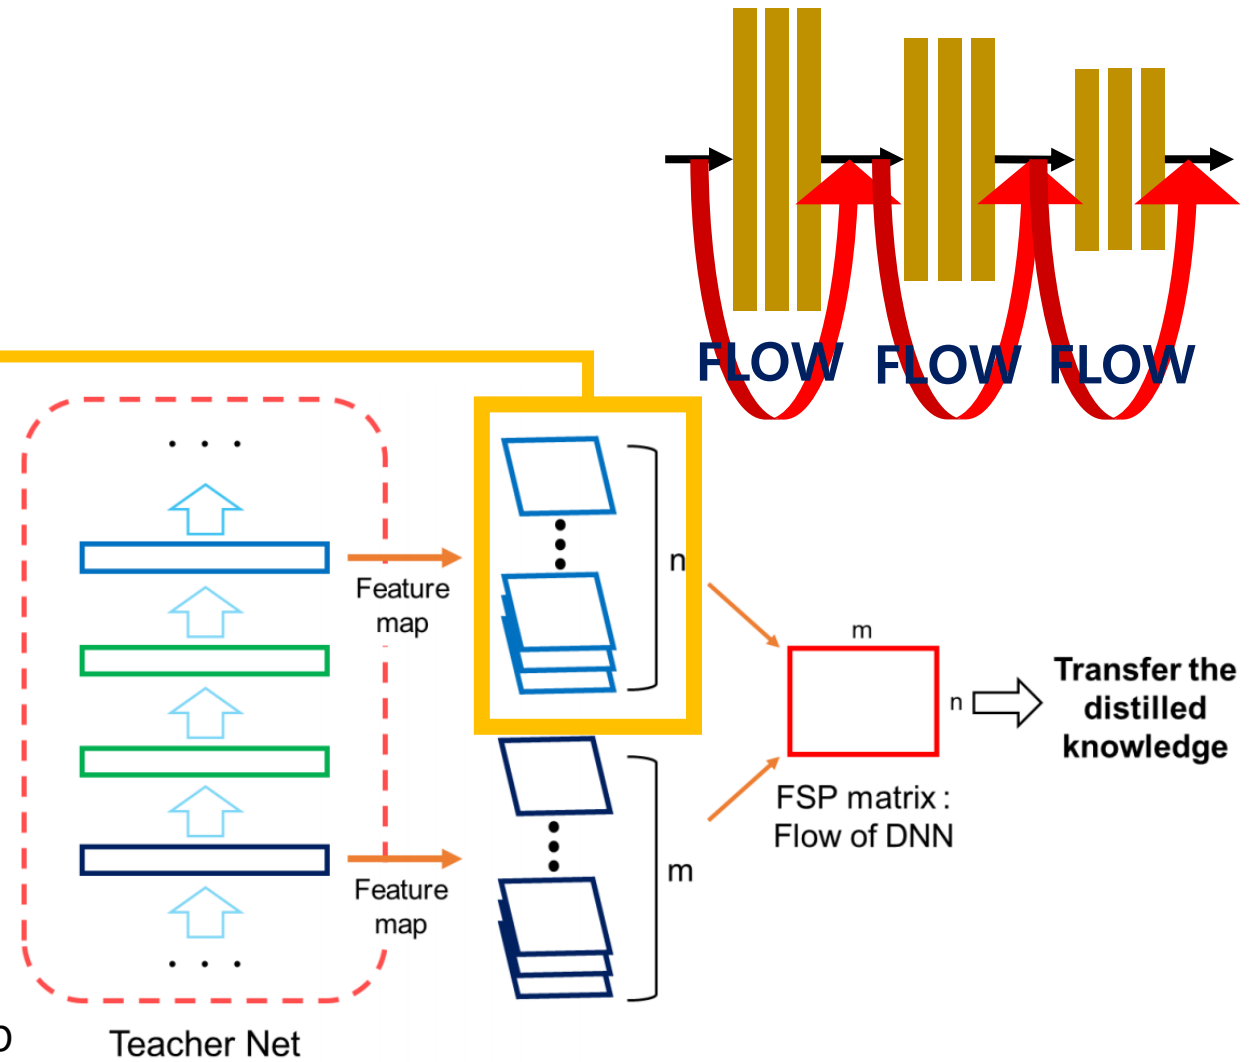 FLOW FLOW FLOW
. . .
Feature
map
n
m
n
Transfer the
distilled
knowledge
FSP matrix :
Flow of DNN
Feature
map
m
. . .
Teacher Net